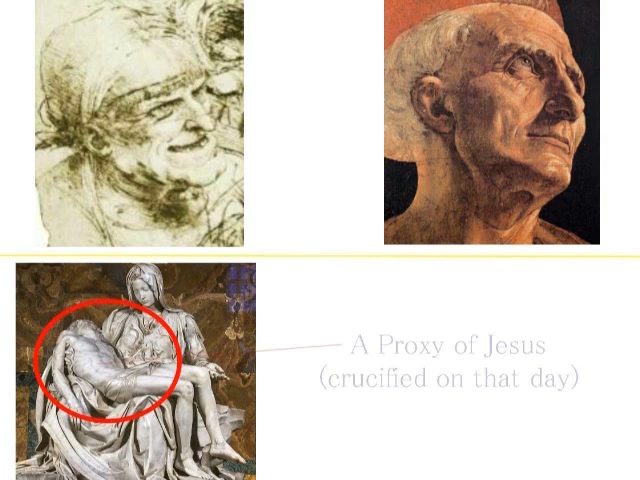 A Proxy of Jesus
(crucified on that day)